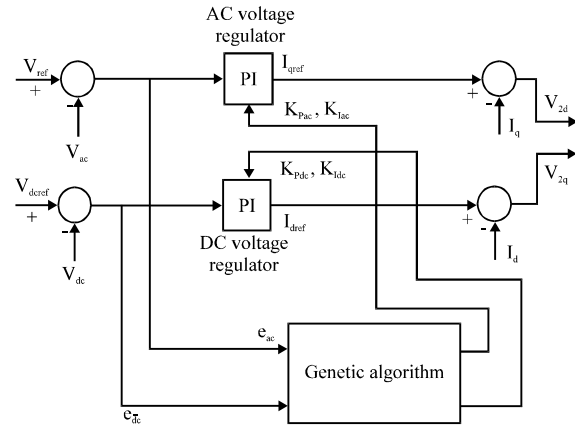 AC voltage
regulator
V_ref
+
-
V_ac
PI
I_qref
K_Pac , K_Iac
+
-
I_q
V_2d
V_dcref
+
-
V_dc
PI
K_Pdc , K_Idc
I_dref
DC voltage
regulator
+
-
I_d
V_2q
e_ac
Genetic algorithm
e_dc